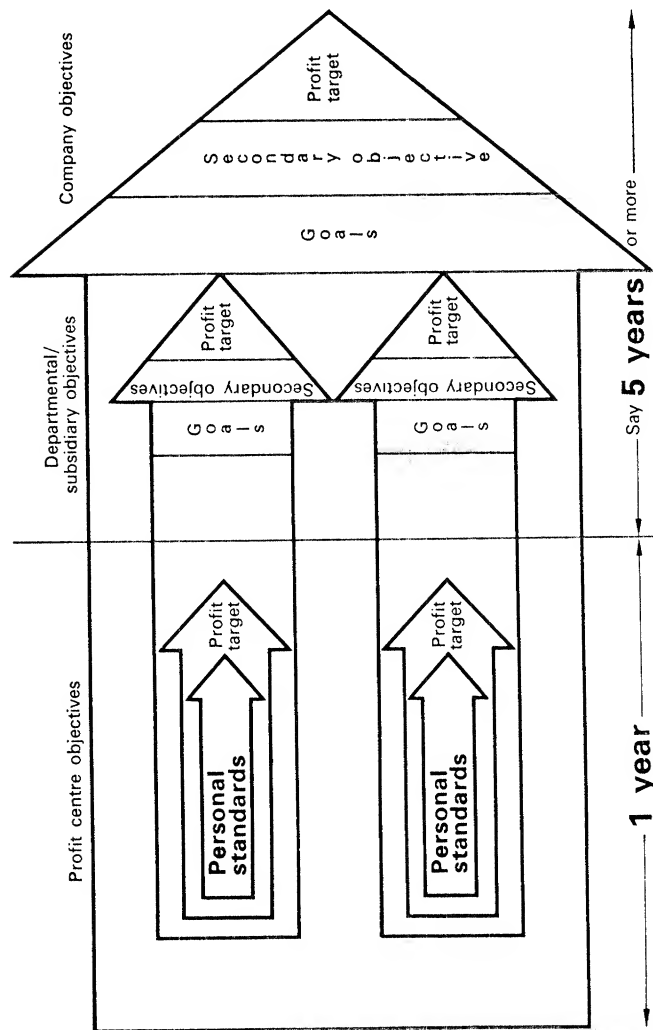 Profit centre objectives
Departmental/
subsidiary objectives
Company objectives
Personal
standards
Profit
target
Goals
Secondary objectives
Profit
target
Personal
standards
Profit
target
Goals
Secondary objectives
Profit
target
Goals
Secondary objective
Profit
target
1 year
Say 5 years or more